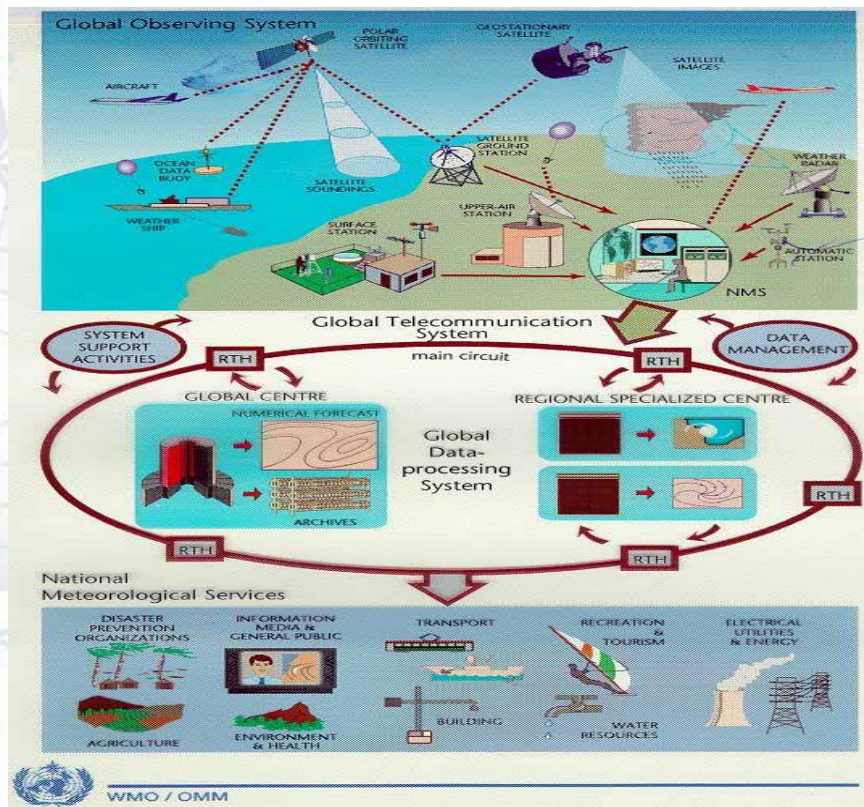 Global Observing System
POLAR
ORBITING
SATELLITE
GEOSTATIONARY
SATELLITE
SATELLITE
IMAGES
AIRCRAFT
OCEAN
DATA
BUOY
SATELLITE
SOUNDINGS
SATELLITE
GROUND
STATION
WEATHER
RADAR
WEATHER
SHIP
SURFACE
STATION
UPPER-AIR
STATION
AUTOMATIC
STATION
NMS
SYSTEM
SUPPORT
ACTIVITIES
Global Telecommunication
System
main circuit
DATA
MANAGEMENT
RTH
RTH
GLOBAL CENTRE
NUMERICAL FORECAST
ARCHIVES
Global
Data-
processing
System
REGIONAL SPECIALIZED CENTRE
RTH
RTH
RTH
National
Meteorological Services
DISASTER
PREVENTION
ORGANIZATIONS
INFORMATION
MEDIA &
GENERAL PUBLIC
TRANSPORT
RECREATION
&
TOURISM
ELECTRICAL
UTILITIES
& ENERGY
AGRICULTURE
ENVIRONMENT
& HEALTH
BUILDING
WATER
RESOURCES
WMO / OMM